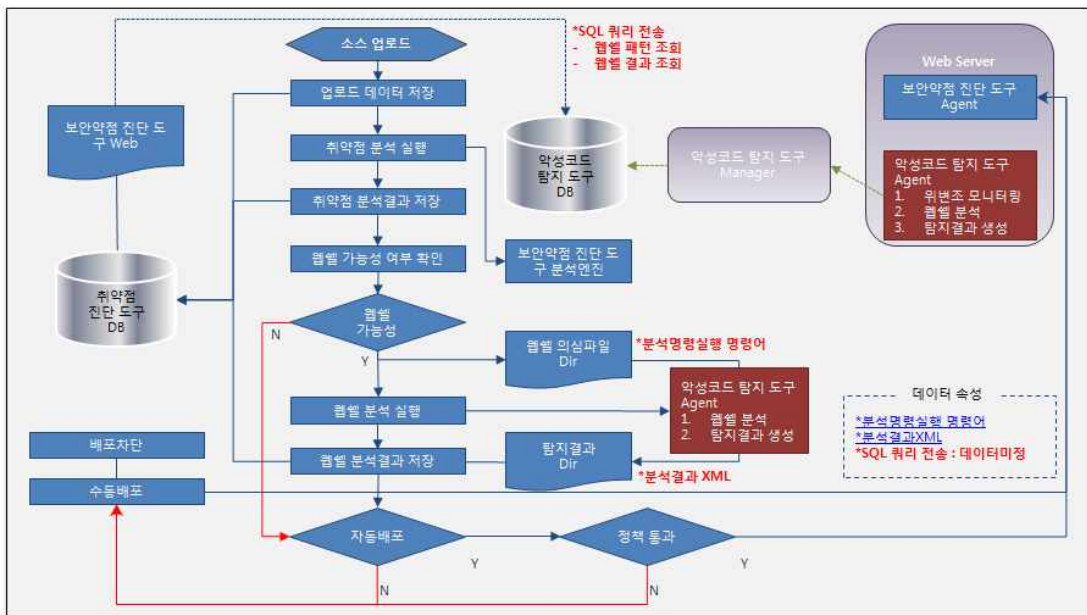 소스 업로드
*SQL 쿼리 전송
- 웹쉘 패턴 조회
- 웹쉘 결과 조회
Web Server
보안약점 진단 도구
Agent
업로드 데이터 저장
보안약점 진단 도
구 Web
취약점 분석 실행
악성코드
탐지 도구
DB
악성코드 탐지 도구
Manager
악성코드 탐지 도구
Agent
1. 위변조 모니터링
2. 웹쉘 분석
3. 탐지결과 생성
취약점 분석결과 저장
웹쉘 가능성 여부 확인
보안약점 진단 도
구 분석엔진
취약점
진단 도구
DB
웹쉘
가능성
N
Y
웹쉘 의심파일
Dir
*분석명령실행 명령어
악성코드 탐지 도구
Agent
1. 웹쉘 분석
2. 탐지결과 생성
데이터 속성
*분석명령실행 명령어
*분석결과XML
*SQL 쿼리 전송 : 데이터미정
웹쉘 분석 실행
배포차단
웹쉘 분석결과 저장
탐지결과
Dir
*분석결과 XML
수동배포
자동배포
Y
정책 통과
Y
N
N